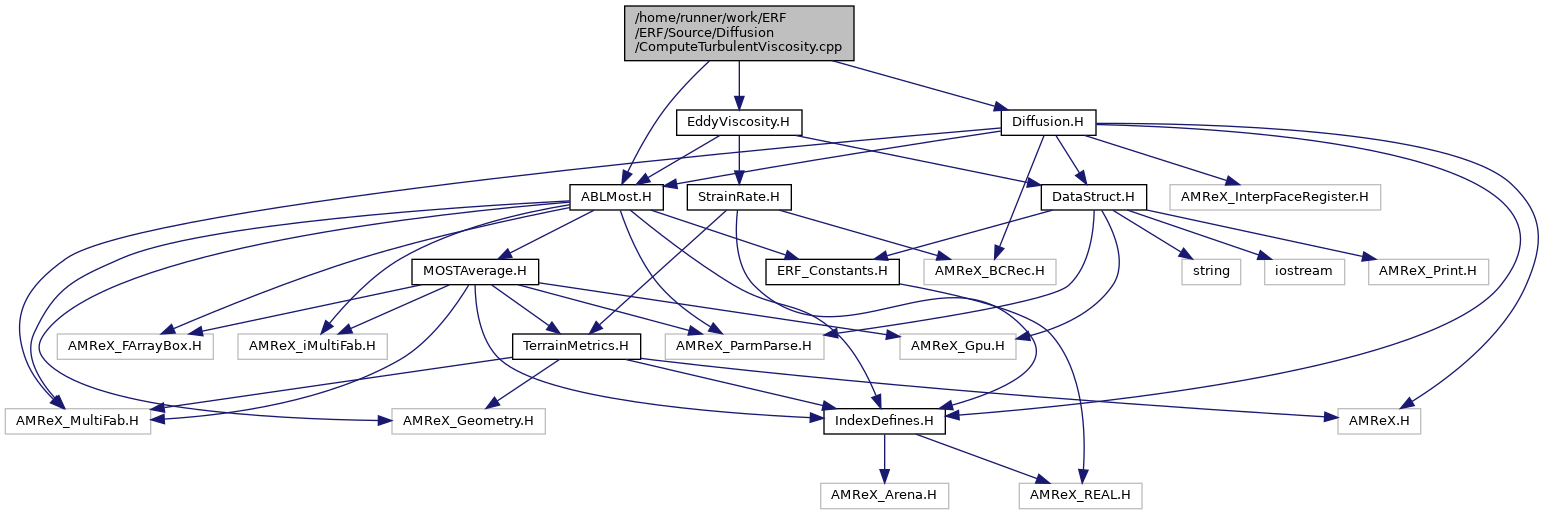 /home/runner/work/ERF
/ERF/Source/Diffusion
/ComputeTurbulentViscosity.cpp
EddyViscosity.H
Diffusion.H
ABLMost.H
StrainRate.H
DataStruct.H
AMReX_InterpFaceRegister.H
MOSTAverage.H
ERF_Constants.H
AMReX_BCRec.H
string
iostream
AMReX_Print.H
AMReX_FArrayBox.H
AMReX_iMultiFab.H
TerrainMetrics.H
AMReX_ParmParse.H
AMReX_Gpu.H
AMReX_MultiFab.H
AMReX_Geometry.H
IndexDefines.H
AMReX.H
AMReX_Arena.H
AMReX_REAL.H